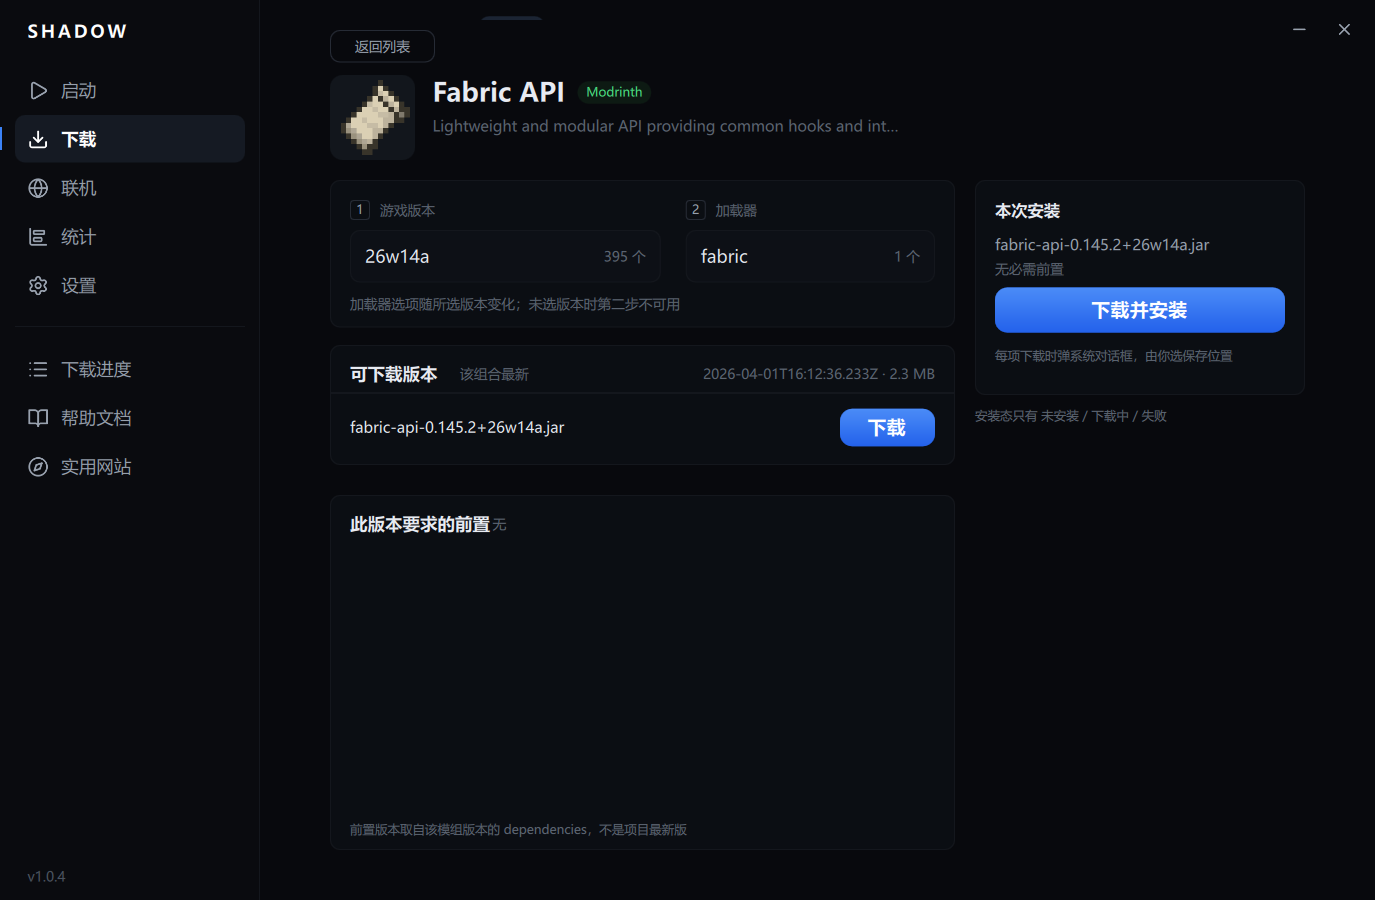 SHADOW
启动
下载
联机
统计
设置
下载进度
帮助文档
实用网站
v1.0.4
返回列表
Fabric API Modrinth
Lightweight and modular API providing common hooks and int...
1 游戏版本
26w14a 395 个
2 加载器
fabric 1 个
加载器选项随所选版本变化；未选版本时第二步不可用
可下载版本 该组合最新 2026-04-01T16:12:36.233Z · 2.3 MB
fabric-api-0.145.2+26w14a.jar 下载
此版本要求的前置 无
前置版本取自该模组版本的 dependencies，不是项目最新版
本次安装
fabric-api-0.145.2+26w14a.jar
无必需前置
下载并安装
每项下载时弹系统对话框，由你选保存位置
安装态只有 未安装 / 下载中 / 失败